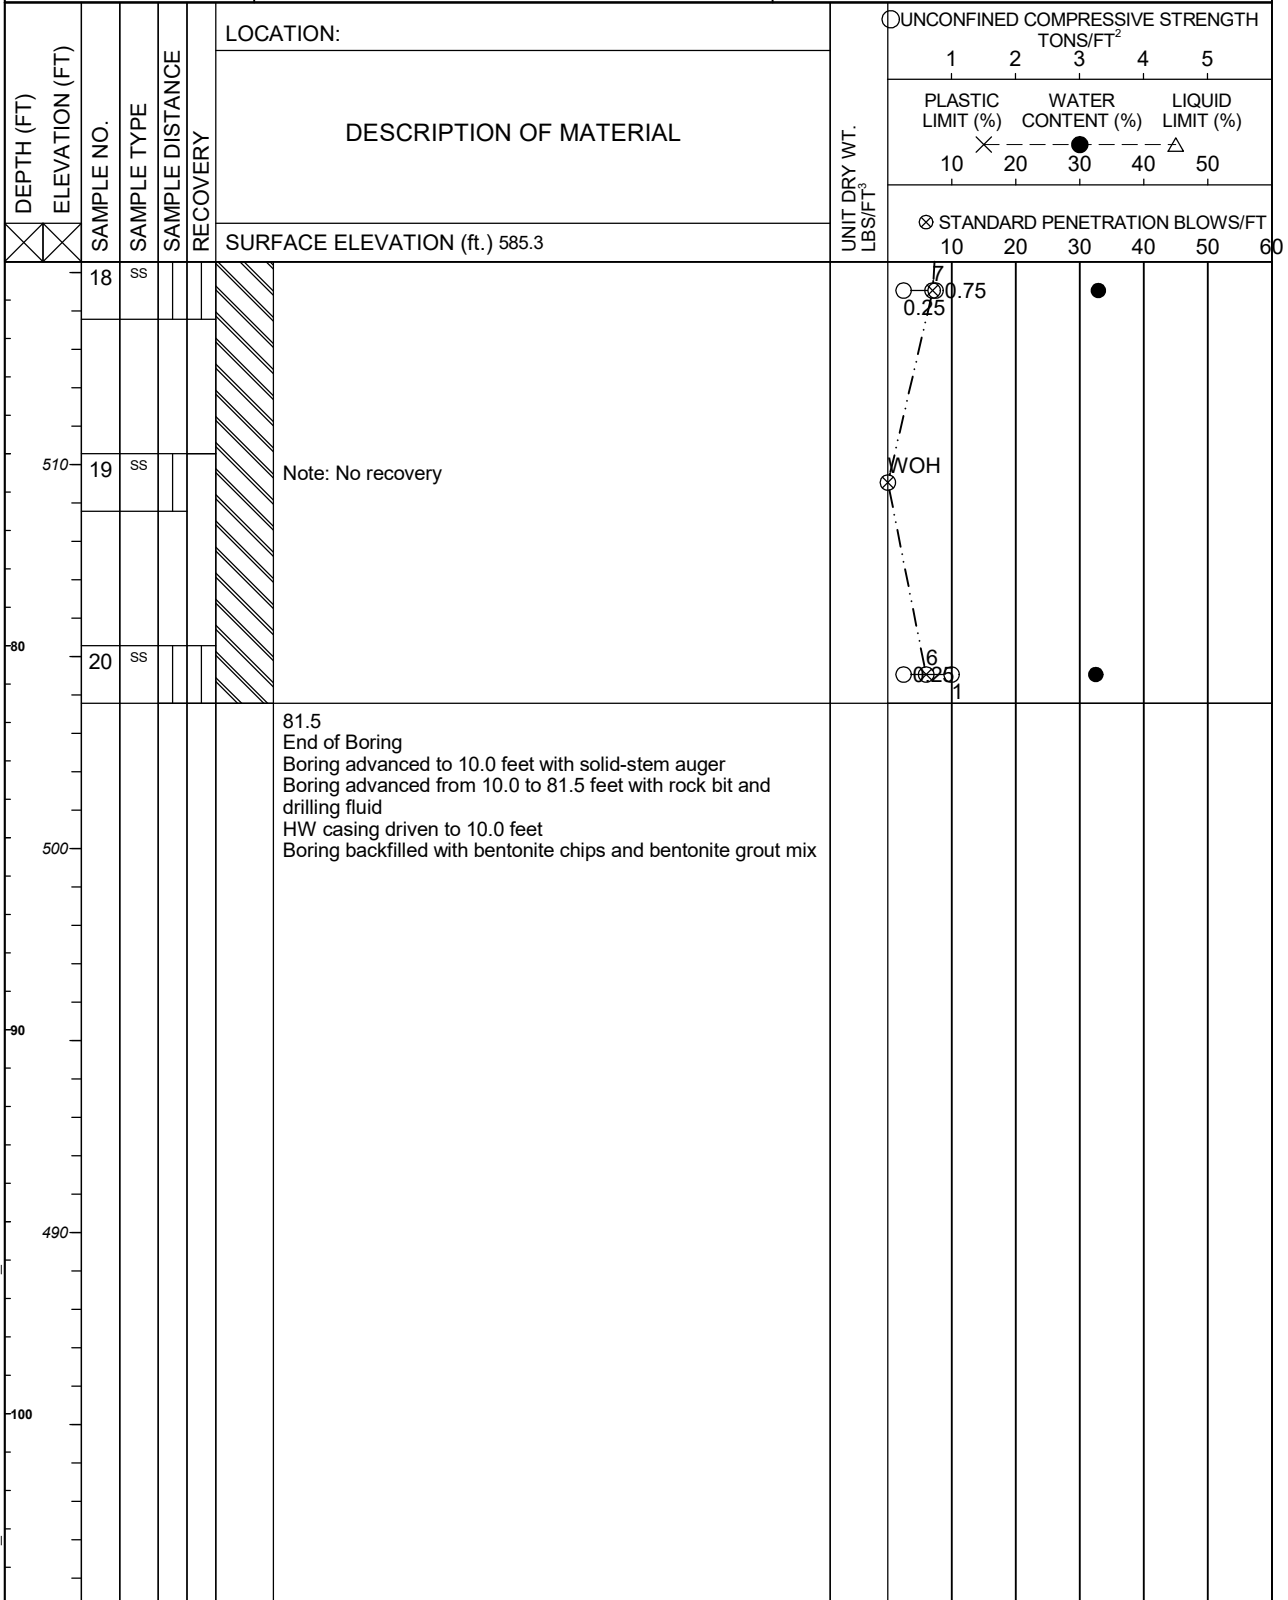 DEPTH (FT)
ELEVATION (FT)
SAMPLE NO.
SAMPLE TYPE
SAMPLE DISTANCE
RECOVERY
LOCATION:
DESCRIPTION OF MATERIAL
SURFACE ELEVATION (ft.) 585.3
UNIT DRY WT.
LBS/FT3
UNCONFINED COMPRESSIVE STRENGTH
TONS/FT2
1 2 3 4 5
PLASTIC WATER LIQUID
LIMIT (%) CONTENT (%) LIMIT (%)
10 20 30 40 50
STANDARD PENETRATION BLOWS/FT
10 20 30 40 50 60
18 SS
7
0.75
0.25
510 19 SS
Note: No recovery
WOH
80
20 SS
6
0.25
1
81.5
End of Boring
Boring advanced to 10.0 feet with solid-stem auger
Boring advanced from 10.0 to 81.5 feet with rock bit and
drilling fluid
HW casing driven to 10.0 feet
500
Boring backfilled with bentonite chips and bentonite grout mix
90
490
100